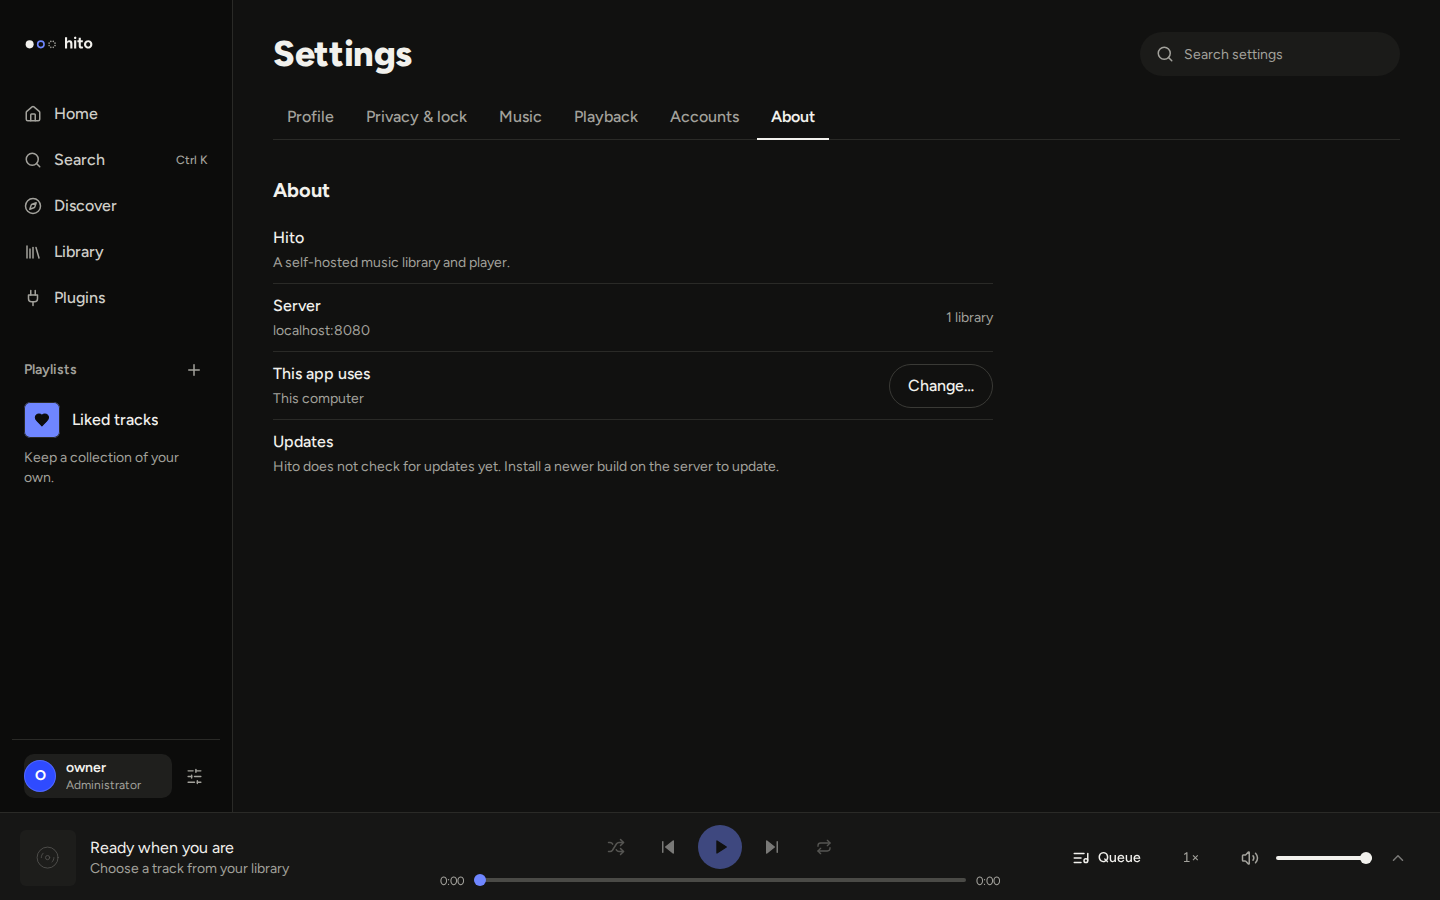 hito
Home
Search
Ctrl K
Discover
Library
Plugins
Playlists
Liked tracks
Keep a collection of your
own.
owner
O
Administrator
Settings
Search settings
Profile
Privacy & lock
Music
Playback
Accounts
About
About
Hito
A self-hosted music library and player.
Server
localhost:8080
1 library
This app uses
This computer
Change...
Updates
Hito does not check for updates yet. Install a newer build on the server to update.
Ready when you are
Choose a track from your library
0:00
0:00
Queue
1×